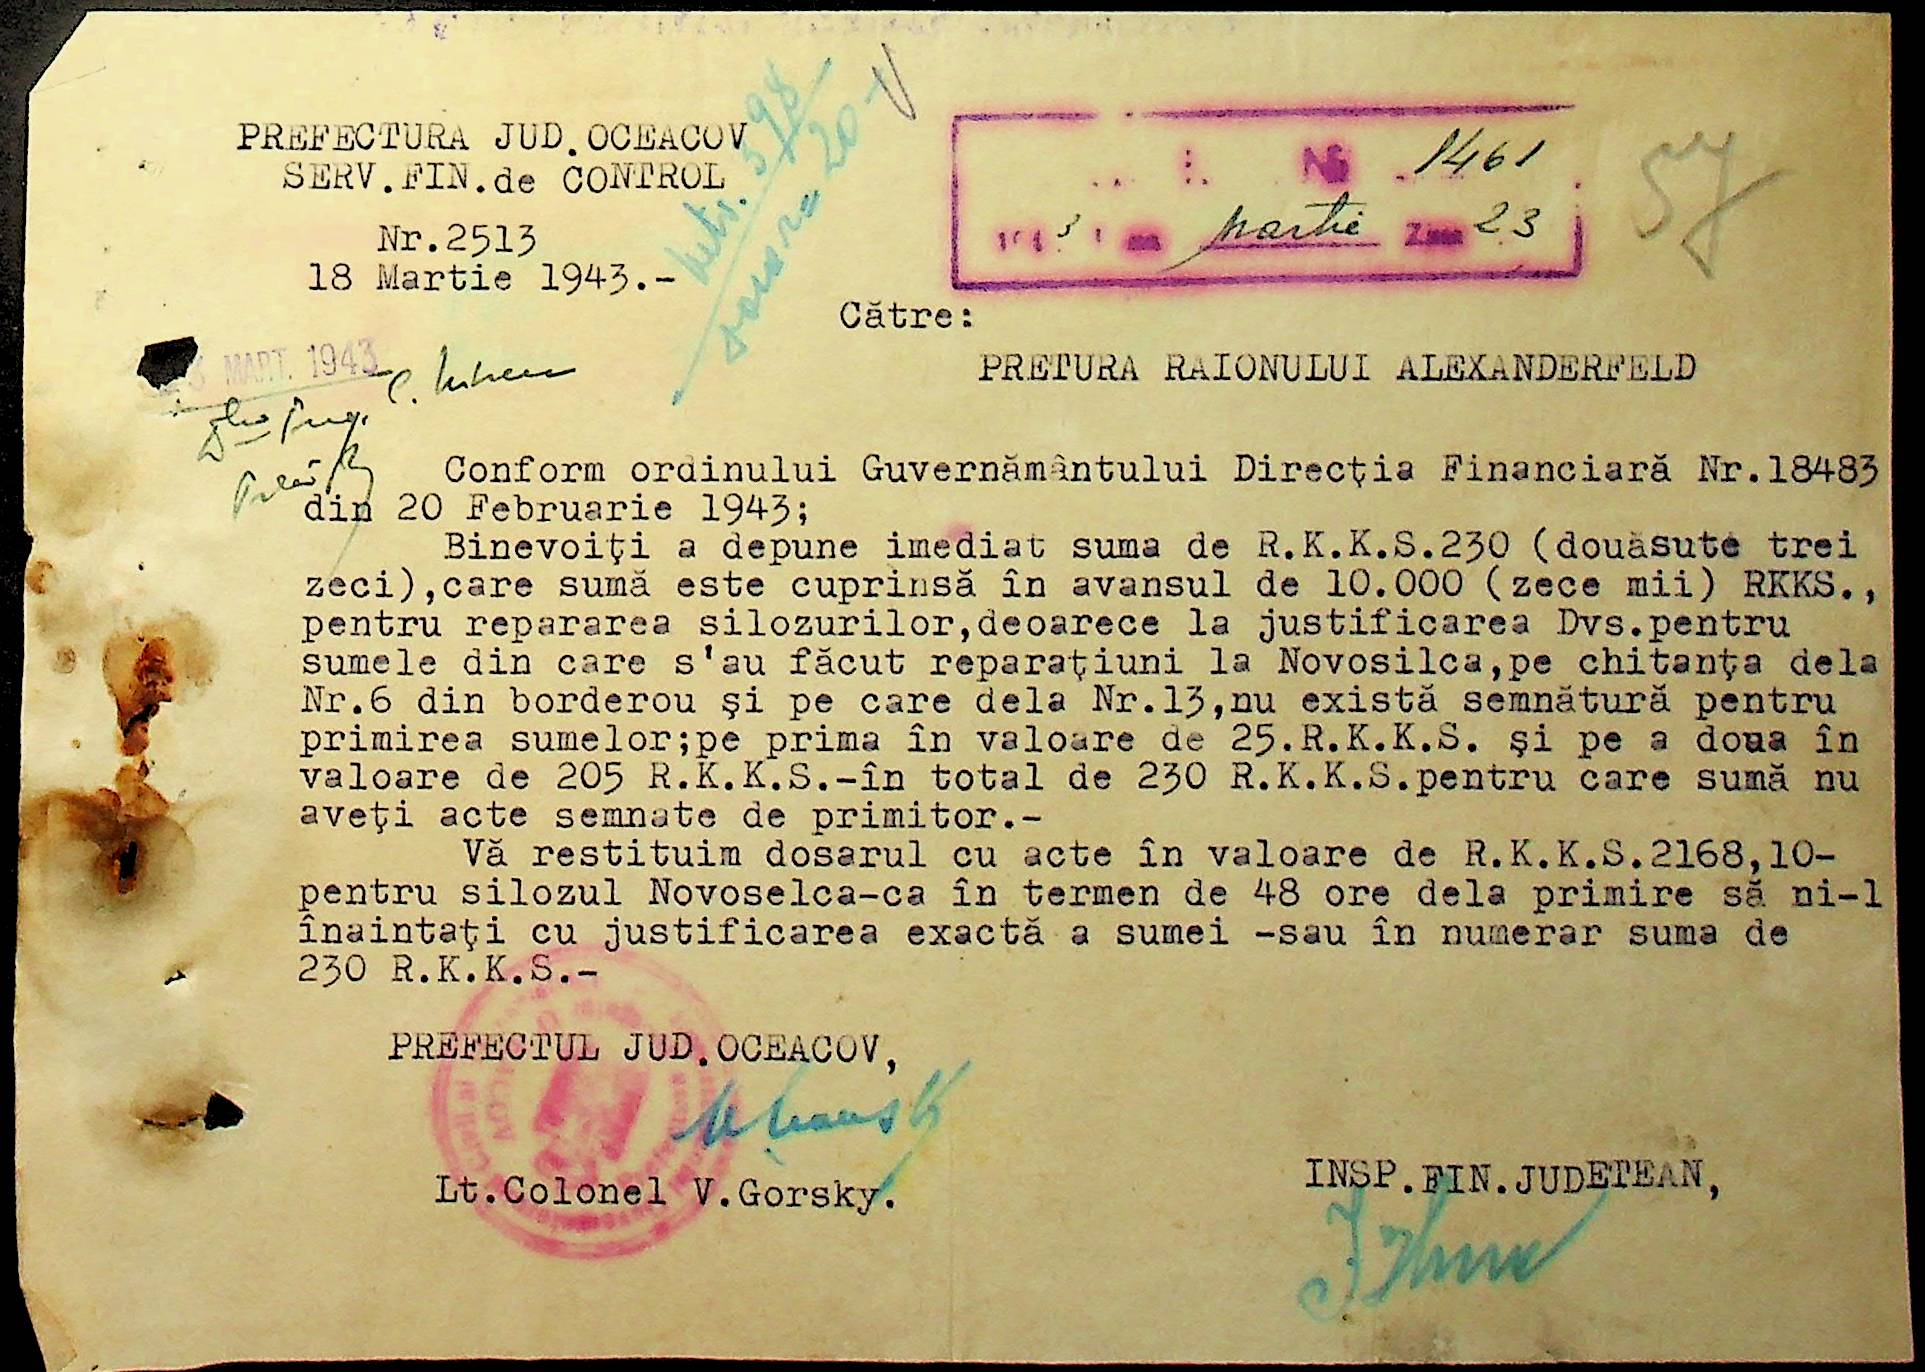 PREFECTURA JUD.OCEACOV
SERV.FIN.de CONTROL
Nr.2513
18 Martie 1943.-
398
20
No 1461
martie Ziua 23
57
Către:
MART. 1943
PRETURA RAIONULUI ALEXANDERFELD
Conform ordinului Guvernământului Direcţia Financiară Nr.18483
din 20 Februarie 1943;
Binevoiţi a depune imediat suma de R.K.K.S.230 (douăsute trei
zeci),care sumă este cuprinsă în avansul de 10.000 (zece mii) RKKS.,
pentru repararea silozurilor,deoarece la justificarea Dvs.pentru
sumele din care s'au făcut reparaţiuni la Novosilca,pe chitanţa dela
Nr.6 din borderou şi pe care dela Nr.13,nu există semnătură pentru
primirea sumelor;pe prima în valoare de 25.R.K.K.S. şi pe a doua în
valoare de 205 R.K.K.S.-în total de 230 R.K.K.S.pentru care sumă nu
aveţi acte semnate de primitor.-
Vă restituim dosarul cu acte în valoare de R.K.K.S.2168,10-
pentru silozul Novoselca-ca în termen de 48 ore dela primire să ni-l
înaintaţi cu justificarea exactă a sumei -sau în numerar suma de
230 R.K.K.S.-
PREFECTUL JUD.OCEACOV,
Lt.Colonel V.Gorsky.
INSP.FIN.JUDETEAN,